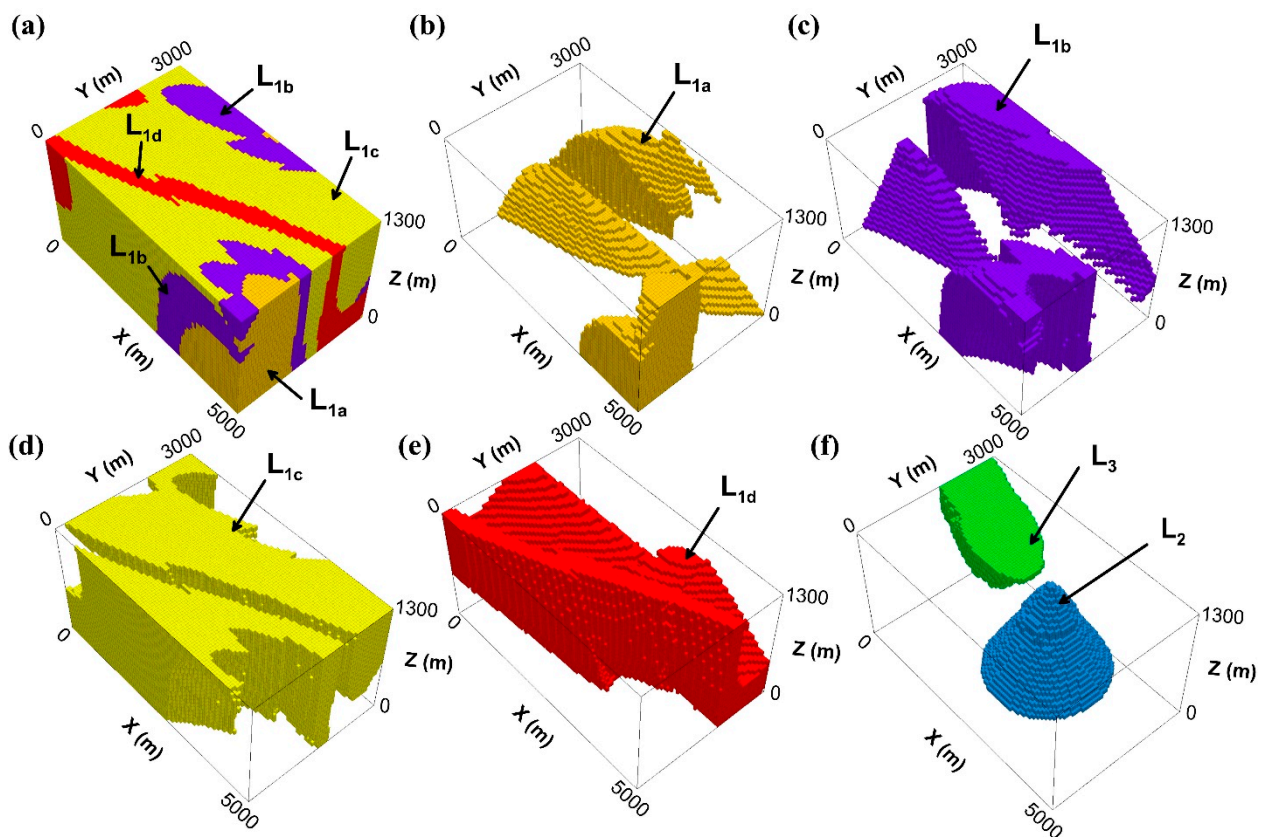 (a)
3000
Y (m)
L1b
L1d
0
L1c
1300
L1b
0
Z (m)
0
X (m)
L1a
5000
(b)
3000
Y (m)
L1a
0
1300
0
Z (m)
0
X (m)
5000
(c)
L1b
3000
Y (m)
0
1300
0
Z (m)
0
X (m)
5000
(d)
3000
Y (m)
L1c
0
1300
0
Z (m)
0
X (m)
5000
(e)
3000
Y (m)
L1d
0
1300
0
Z (m)
0
X (m)
5000
(f)
3000
Y (m)
L3
L2
0
1300
0
Z (m)
0
X (m)
5000